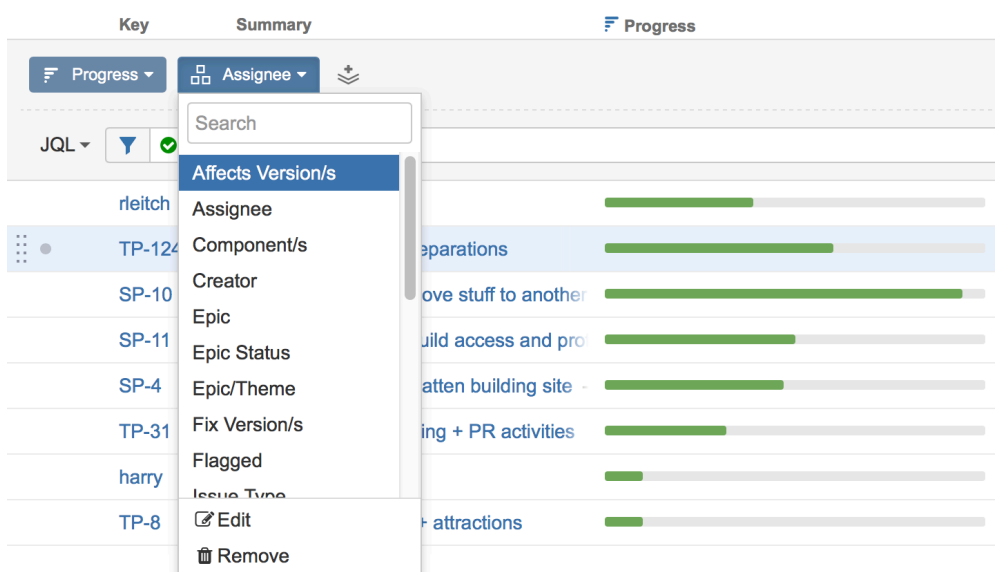 Key Summary Progress
Progress Assignee
Search
JQL
Affects Version/s
Assignee
Component/s
Creator
Epic
Epic Status
Epic/Theme
Fix Version/s
Flagged
Issue Type
Edit
Remove
rleitch
TP-124 eparations
SP-10 ove stuff to another
SP-11 uild access and pro
SP-4 atten building site -
TP-31 ing + PR activities
harry
TP-8 + attractions